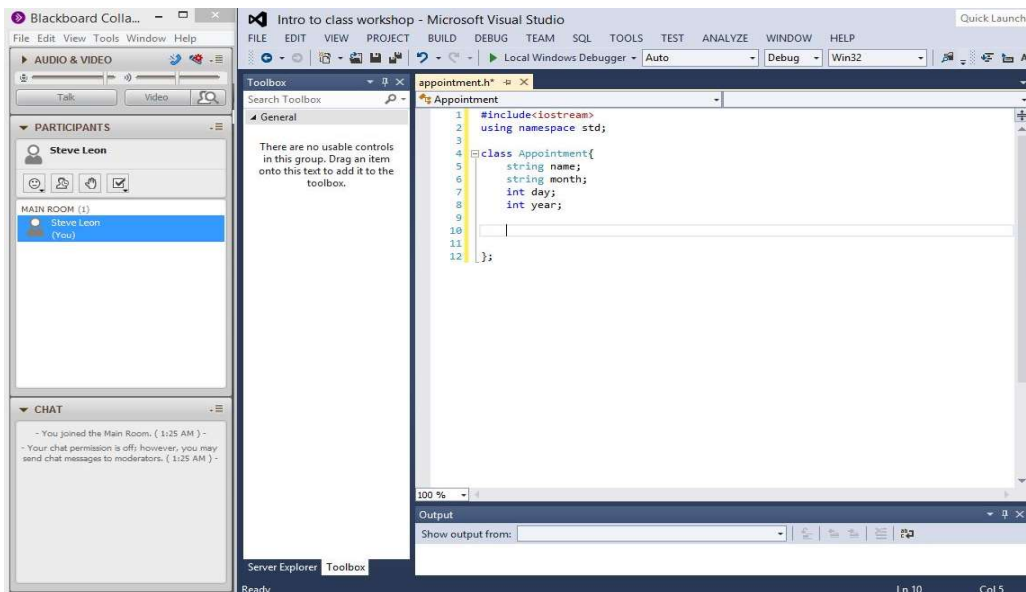 Blackboard Colla...
File Edit View Tools Window Help
AUDIO & VIDEO
Talk
Video
PARTICIPANTS
Steve Leon
MAIN ROOM (1)
Steve Leon
(You)
CHAT
- You joined the Main Room. ( 1:25 AM ) -
- Your chat permission is off; however, you may
send chat messages to moderators. ( 1:25 AM ) -
Intro to class workshop - Microsoft Visual Studio
Quick Launch
FILE EDIT VIEW PROJECT BUILD DEBUG TEAM SQL TOOLS TEST ANALYZE WINDOW HELP
Local Windows Debugger
Auto
Debug
Win32
Toolbox
Search Toolbox
General
There are no usable controls
in this group. Drag an item
onto this text to add it to the
toolbox.
Server Explorer Toolbox
appointment.h*
Appointment
1 #include<iostream>
2 using namespace std;
3
4 class Appointment{
5 string name;
6 string month;
7 int day;
8 int year;
9
10
11
12 };
100 %
Output
Show output from:
Ready
Ln 10
Col 5